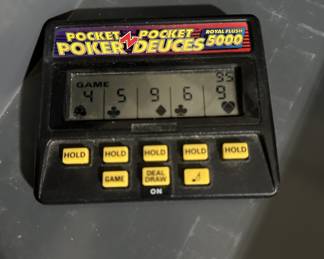 POCKET POKER POCKET DEUCES ROYAL FLUSH 5000
95
GAME
4 5 9 6 9
HOLD HOLD HOLD HOLD HOLD
GAME DEAL DRAW
ON